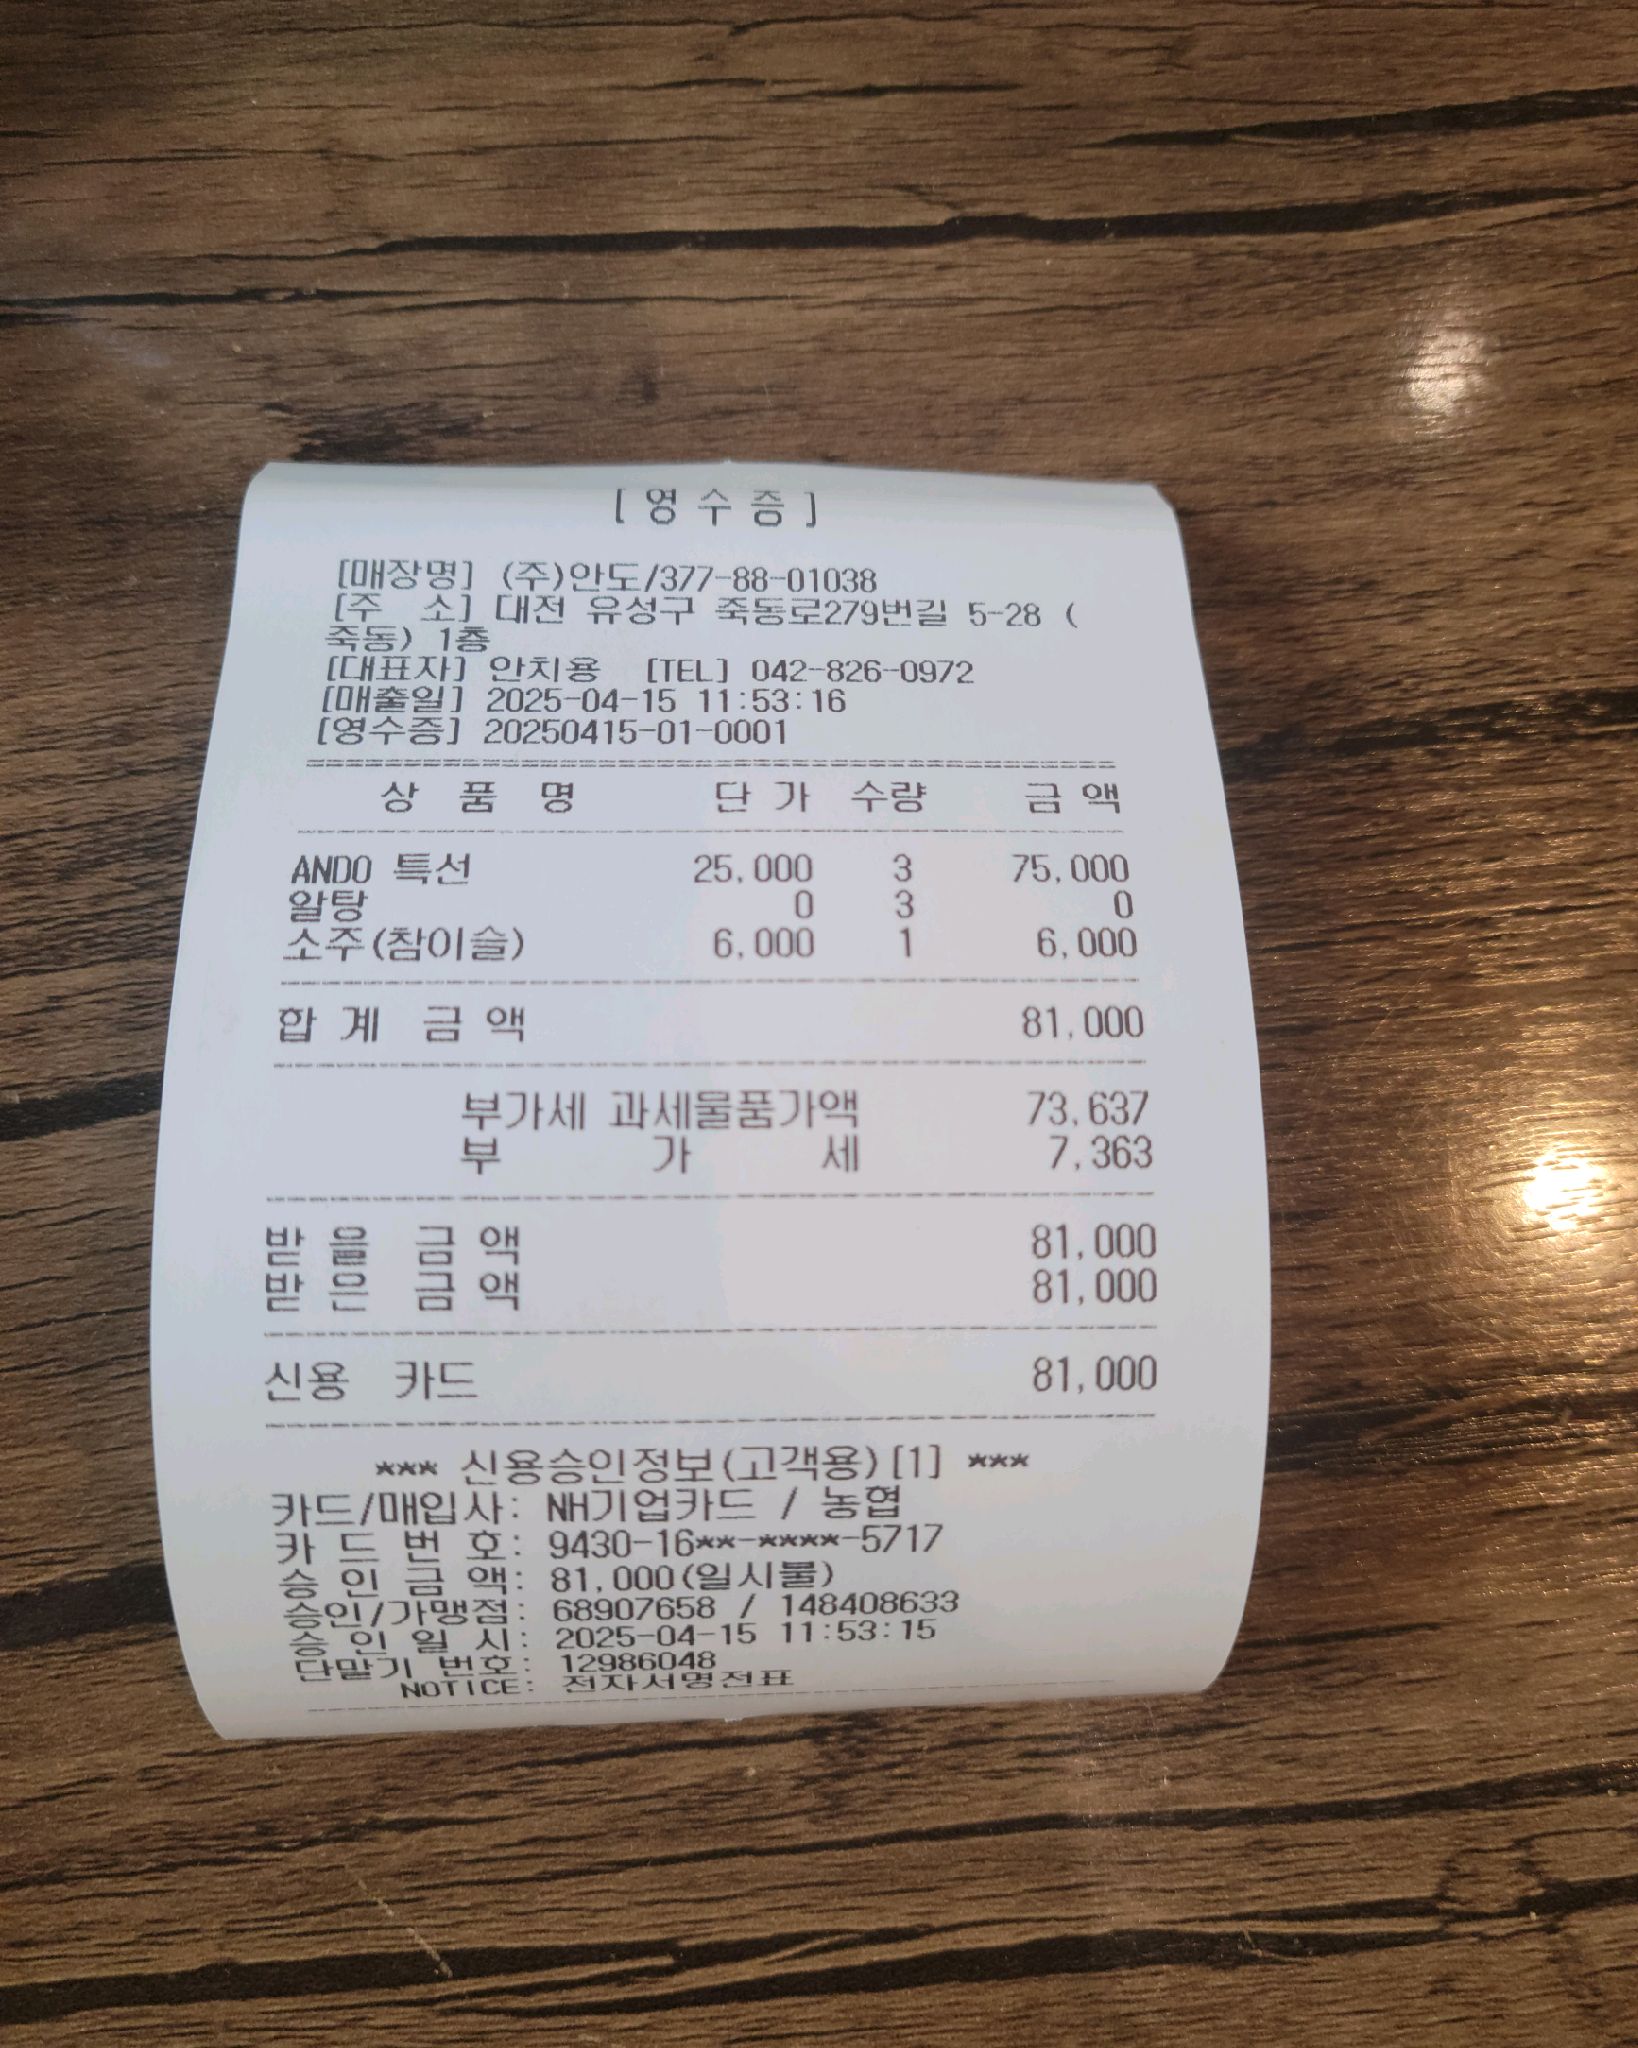 [영수증]
[매장명] (주)안도/377-88-01038
[주 소] 대전 유성구 죽동로279번길 5-28 (
죽동) 1층
[대표자] 안치용 [TEL] 042-826-0972
[매출일] 2025-04-15 11:53:16
[영수증] 20250415-01-0001
상 품 명 단 가 수량 금 액
ANDO 특선 25,000 3 75,000
알탕 0 3 0
소주(참이슬) 6,000 1 6,000
합 계 금 액 81,000
부가세 과세물품가액 73,637
부 가 세 7,363
받 을 금 액 81,000
받 은 금 액 81,000
신용 카드 81,000
*** 신용승인정보(고객용)[1] ***
카드/매입사: NH기업카드 / 농협
카 드 번 호: 9430-16**-****-5717
승 인 금 액: 81,000(일시불)
승인/가맹점: 68907658 / 148408633
승 인 일 시: 2025-04-15 11:53:15
단말기 번호: 12986048
NOTICE: 전자서명전표